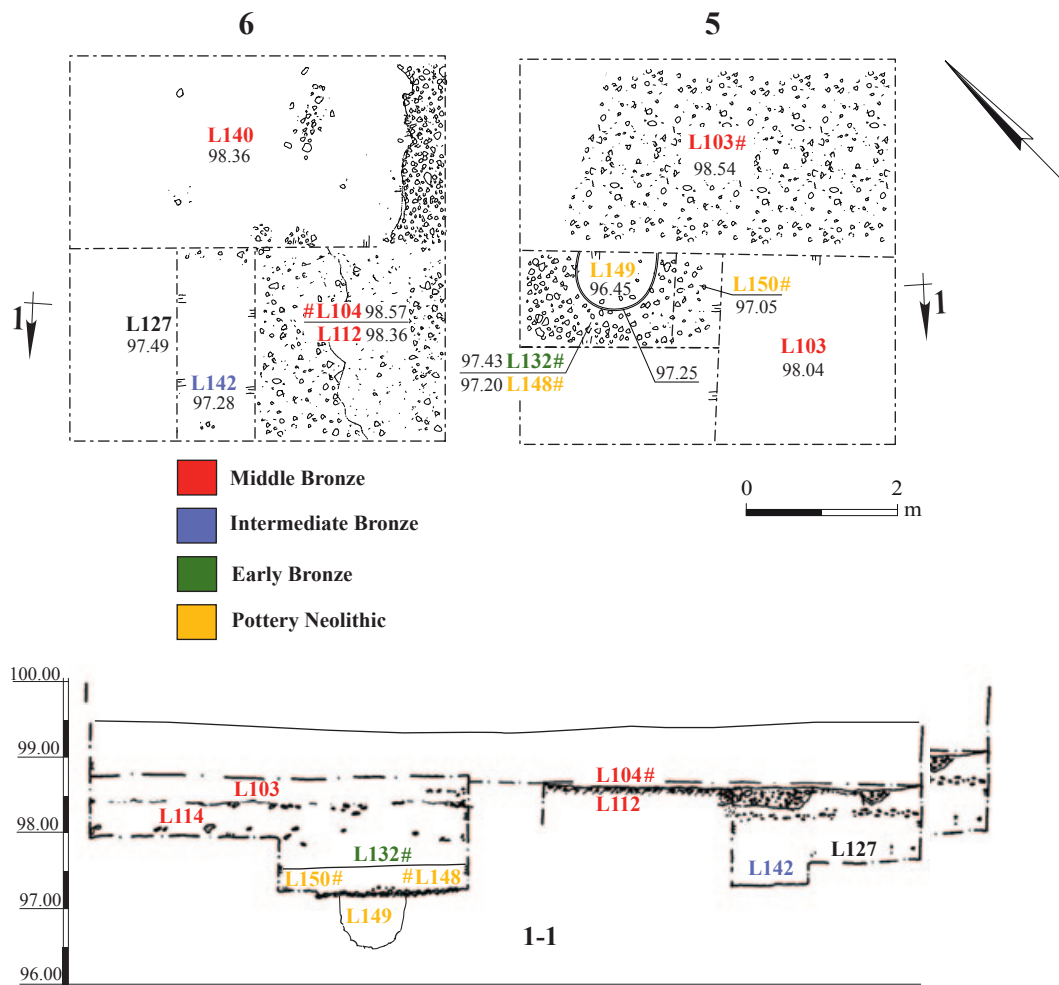 6
5
L140
98.36
L103#
98.54
L127
97.49
L142
97.28
#L104 98.57
L112 98.36
L149
96.45
L150#
97.05
97.43 L132#
97.20 L148#
97.25
L103
98.04
1
1
Middle Bronze
Intermediate Bronze
Early Bronze
Pottery Neolithic
0 2
m
100.00
99.00
98.00
97.00
96.00
L103
L114
L132#
L150# #L148
L149
L104#
L112
L142
L127
1-1